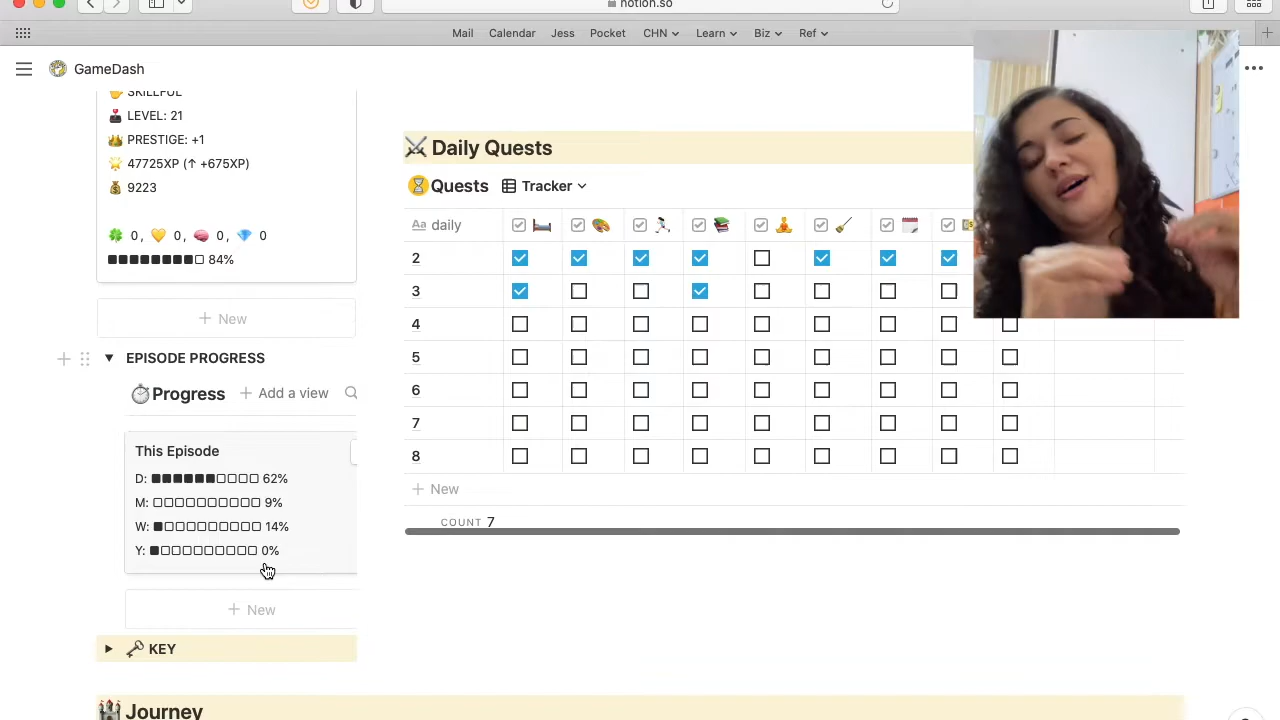 notion.so
Mail Calendar Jess Pocket CHN Learn Biz Ref
GameDash
SKILLFUL
LEVEL: 21
PRESTIGE: +1
47725XP (↑ +675XP)
9223
0, 0, 0, 0
84%
+ New
EPISODE PROGRESS
Progress + Add a view
This Episode
D: 62%
M: 9%
W: 14%
Y: 0%
+ New
KEY
Daily Quests
Quests Tracker
Aa daily
2
3
4
5
6
7
8
+ New
COUNT 7
Journey